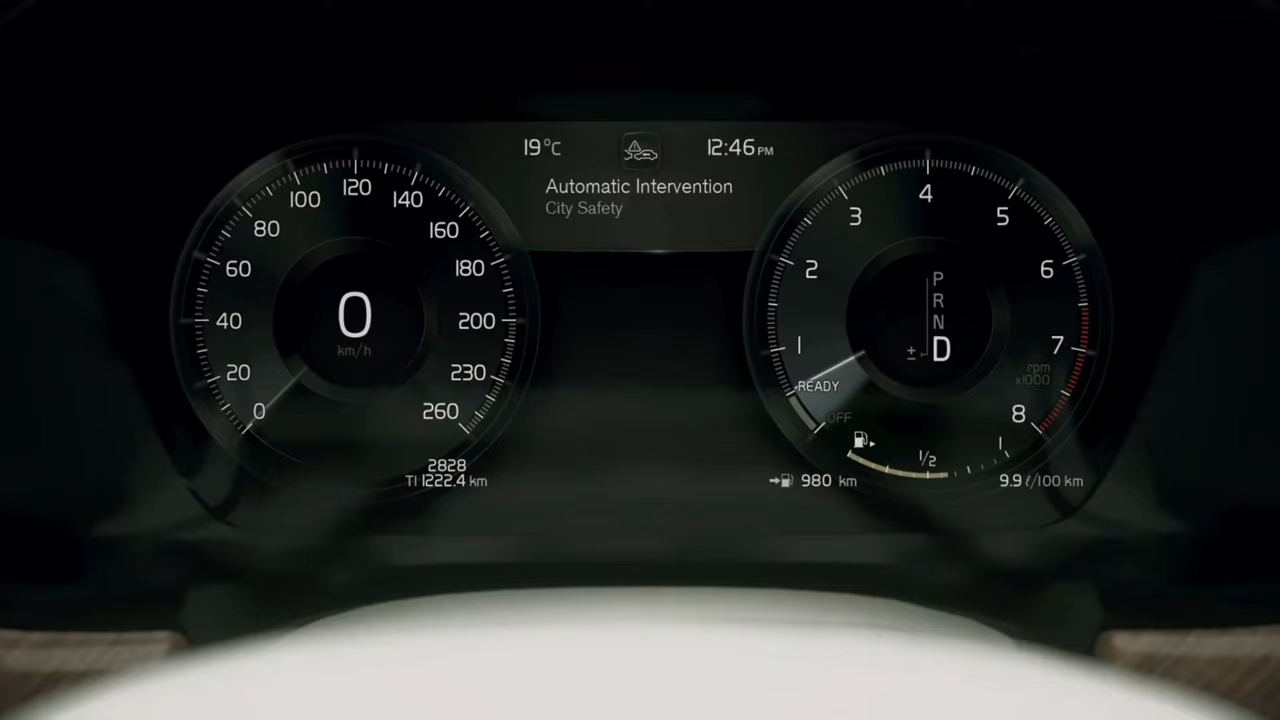 19°C
12:46 PM
Automatic Intervention
City Safety
0
20
40
60
80
100
120
140
160
180
200
230
260
0
km/h
2828
TI 1222.4 km
1
2
3
4
5
6
7
8
rpm
x1000
READY
OFF
P
R
N
± D
1/2
1
980 km
9.9 ℓ/100 km